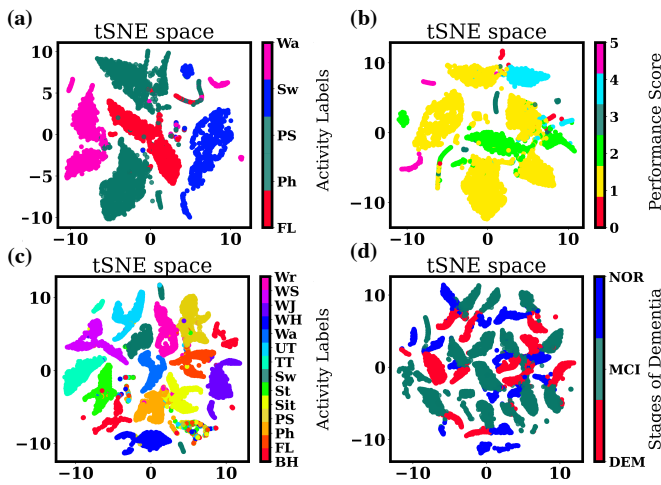 (a)
tSNE space
10
5
0
−5
−10
−10
0
10
Wa
Sw
PS
Ph
FL
Activity Labels
(b)
tSNE space
10
0
−10
−10
0
10
5
4
3
2
1
0
Performance Score
(c)
tSNE space
10
0
−10
−10
0
10
Wr
WS
WJ
WH
Wa
UT
TT
Sw
St
Sit
PS
Ph
FL
BH
Activity Labels
(d)
tSNE space
10
0
−10
−10
0
10
NOR
MCI
DEM
Stages of Dementia